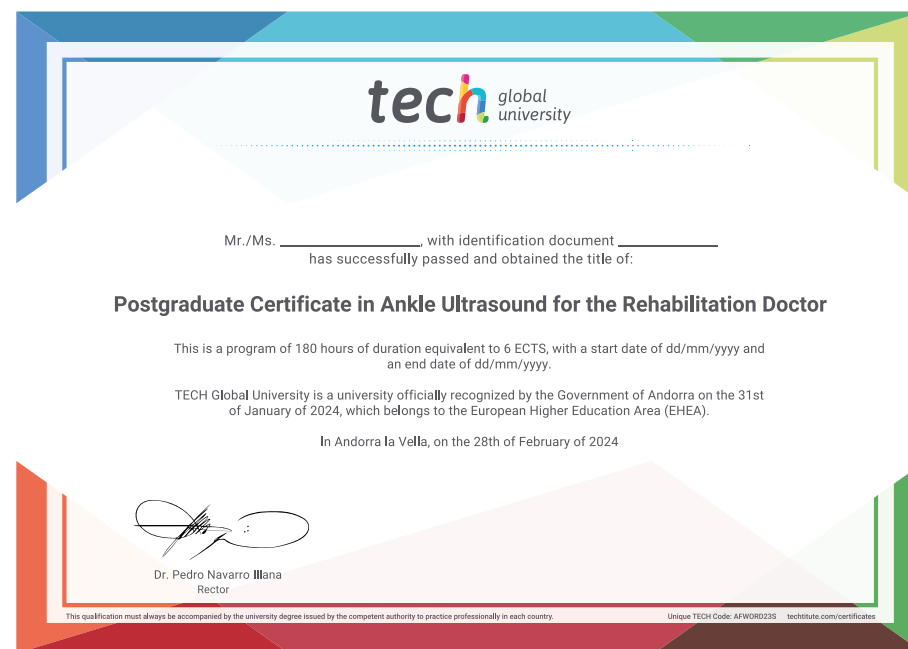 tech global university
Mr./Ms. ____________, with identification document ____________
has successfully passed and obtained the title of:
Postgraduate Certificate in Ankle Ultrasound for the Rehabilitation Doctor
This is a program of 180 hours of duration equivalent to 6 ECTS, with a start date of dd/mm/yyyy and
an end date of dd/mm/yyyy.
TECH Global University is a university officially recognized by the Government of Andorra on the 31st
of January of 2024, which belongs to the European Higher Education Area (EHEA).
In Andorra la Vella, on the 28th of February of 2024
Dr. Pedro Navarro Illana
Rector
This qualification must always be accompanied by the university degree issued by the competent authority to practice professionally in each country.
Unique TECH Code: AFWORD23S techtitute.com/certificates